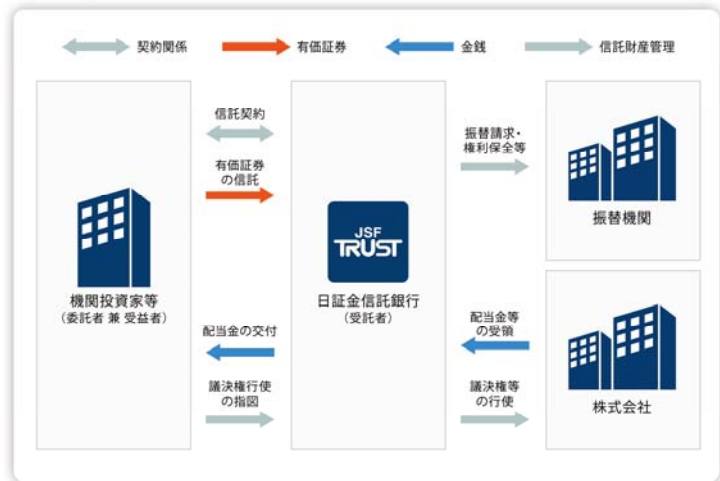 契約関係
有価証券
金銭
信託財産管理
信託契約
有価証券
の信託
振替請求・
権利保全等
振替機関
JSF
TRUST
機関投資家等
（委託者 兼 受益者）
日証金信託銀行
（受託者）
配当金の交付
配当金等
の受領
議決権行使
の指図
議決権等
の行使
株式会社